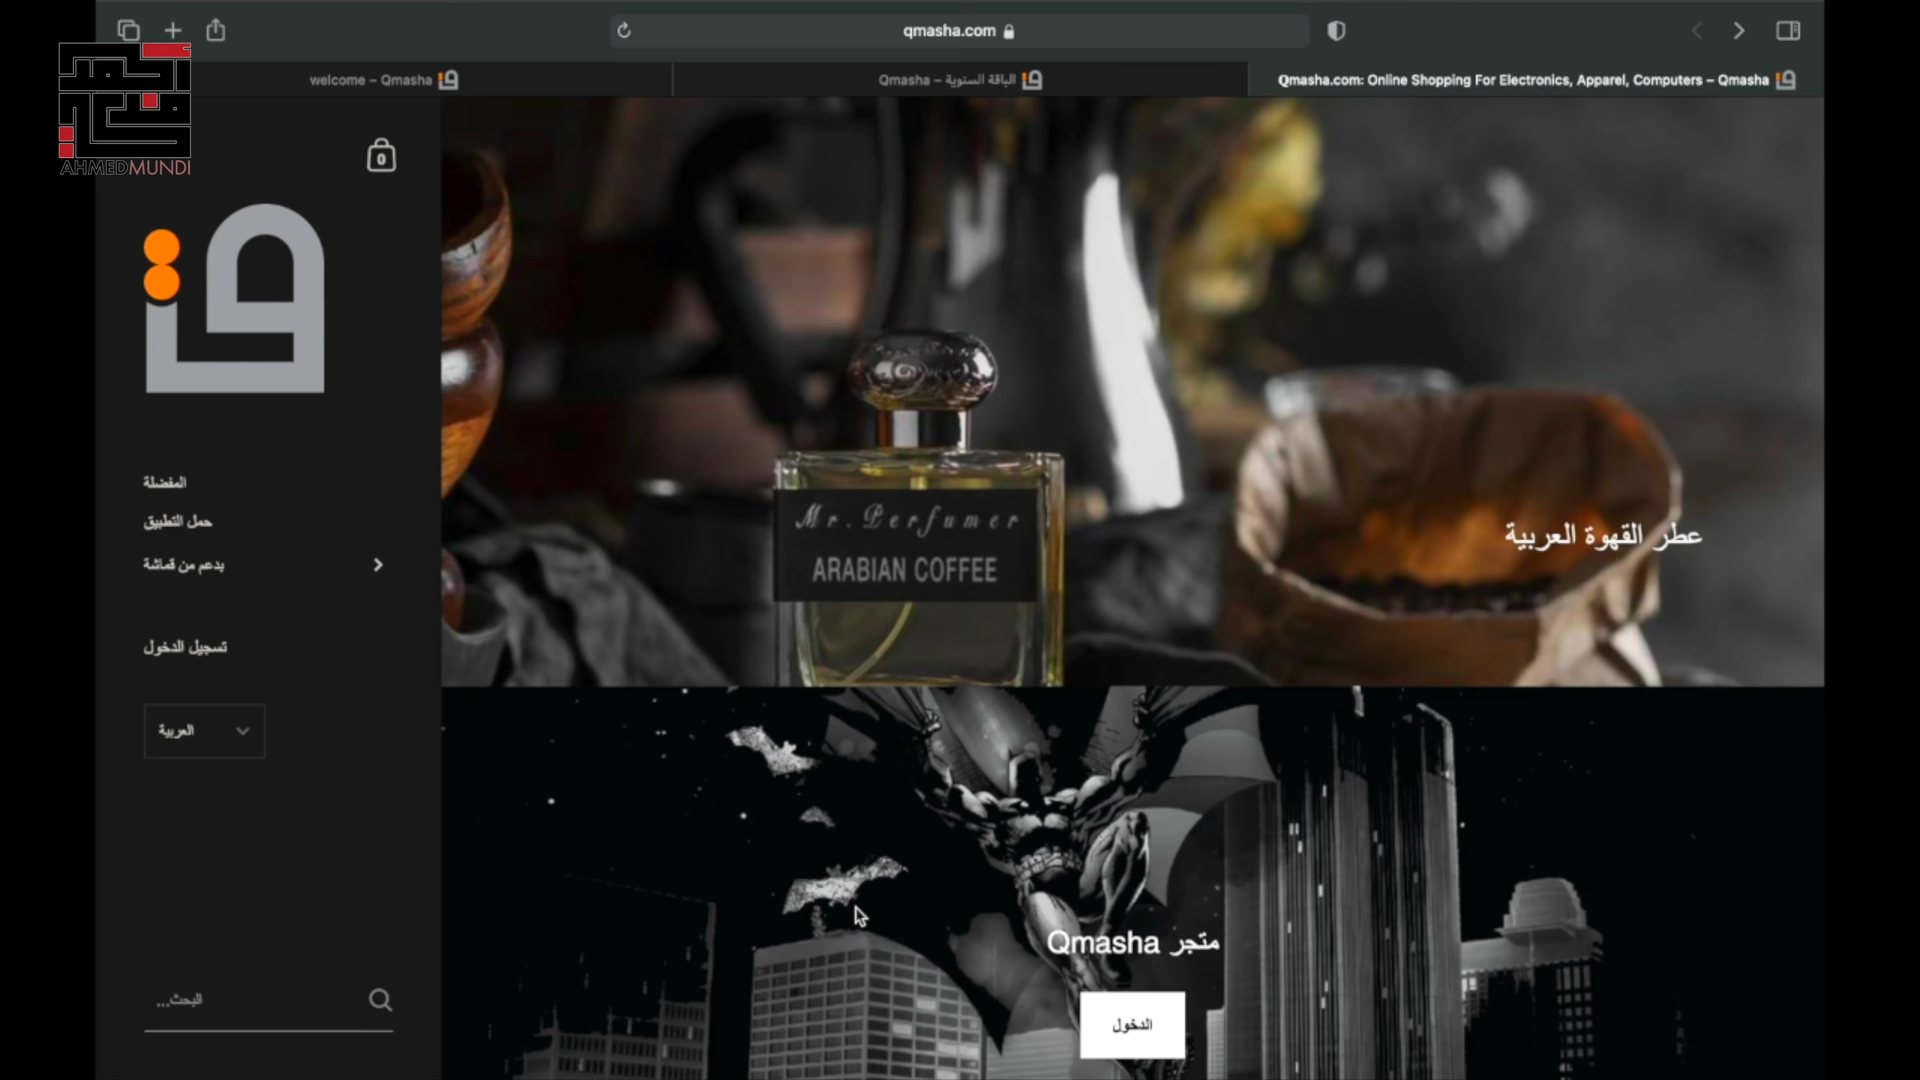 qmasha.com
welcome – Qmasha
الباقة السنوية – Qmasha
Qmasha.com: Online Shopping For Electronics, Apparel, Computers – Qmasha
AHMEDMUNDI
0
المفضلة
حمل التطبيق
بدعم من قماشة
تسجيل الدخول
العربية
البحث...
Mr. Perfumer
ARABIAN COFFEE
عطر القهوة العربية
متجر Qmasha
الدخول